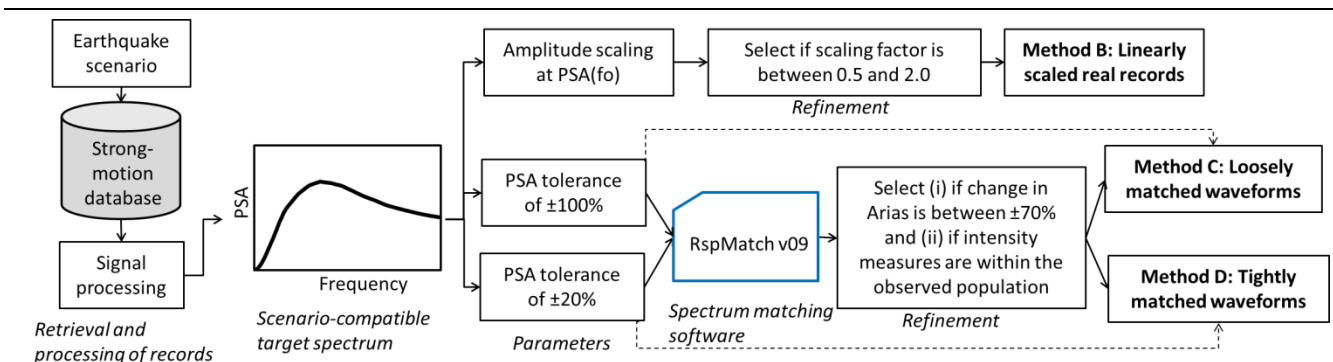 Earthquake
scenario
Strong-
motion
database
Signal
processing
Retrieval and
processing of records
PSA
Frequency
Scenario-compatible
target spectrum
Amplitude scaling
at PSA(fo)
Select if scaling factor is
between 0.5 and 2.0
Refinement
Method B: Linearly
scaled real records
PSA tolerance
of ±100%
PSA tolerance
of ±20%
Parameters
RspMatch v09
Spectrum matching
software
Select (i) if change in
Arias is between ±70%
and (ii) if intensity
measures are within the
observed population
Refinement
Method C: Loosely
matched waveforms
Method D: Tightly
matched waveforms